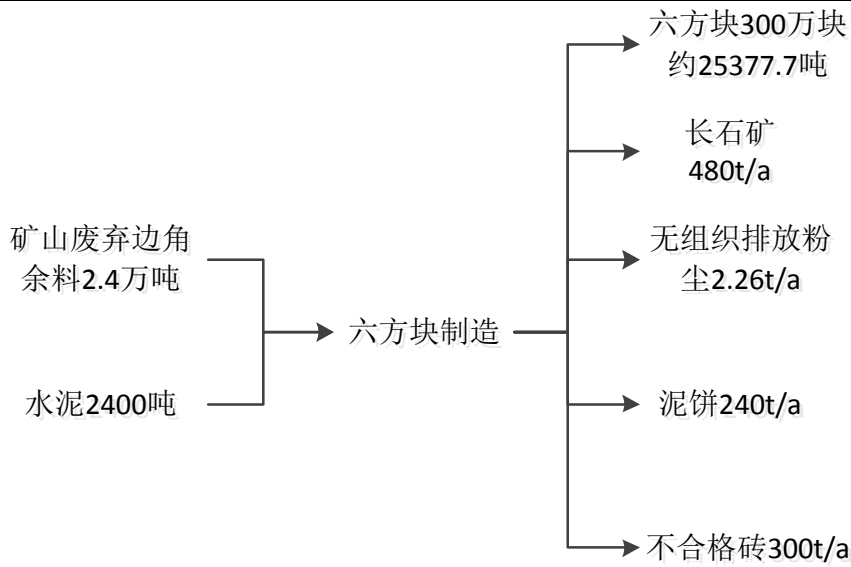 六方块300万块
约25377.7吨
长石矿
480t/a
矿山废弃边角
余料2.4万吨
无组织排放粉
尘2.26t/a
六方块制造
水泥2400吨
泥饼240t/a
不合格砖300t/a